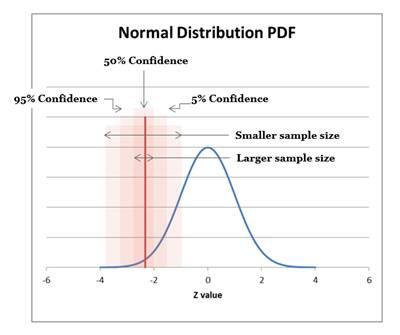 Normal Distribution PDF
50% Confidence
95% Confidence
5% Confidence
Smaller sample size
Larger sample size
-6 -4 -2 0 2 4 6
Z value